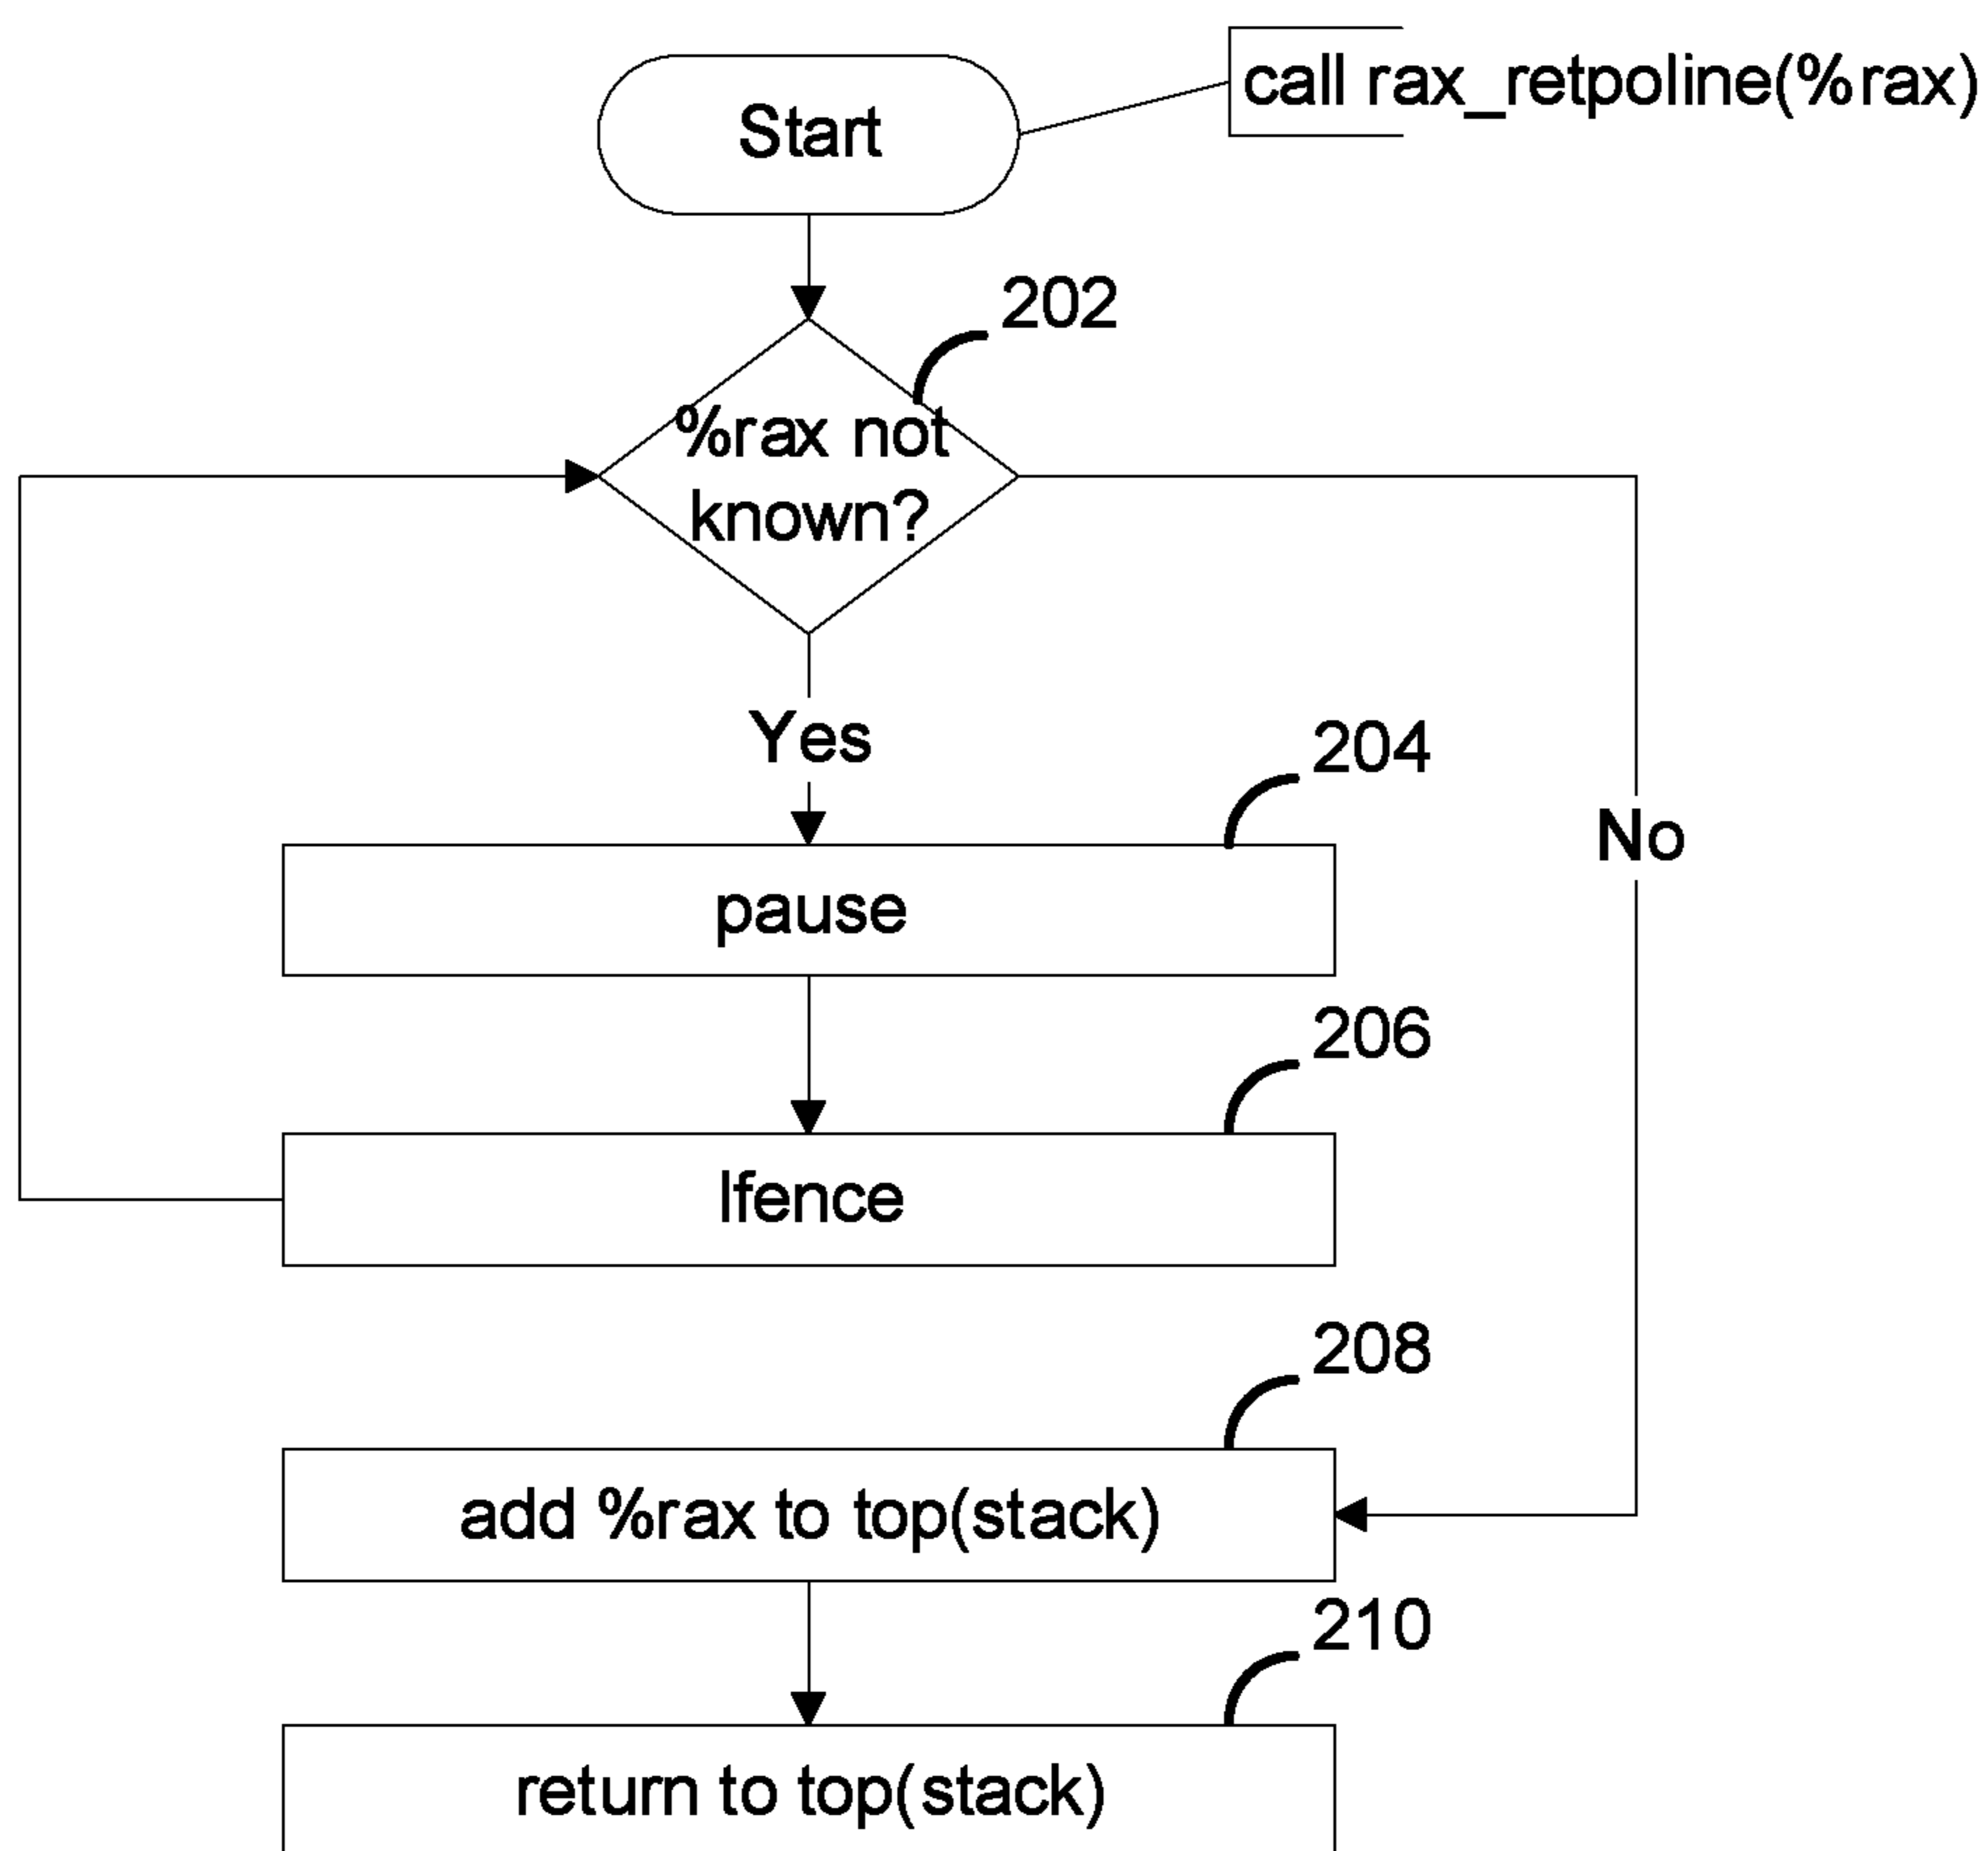 call rax_retpoline(%rax)
Start
202
%rax not
known?
Yes
204
No
pause
206
lfence
208
add %rax to top(stack)
210
return to top(stack)